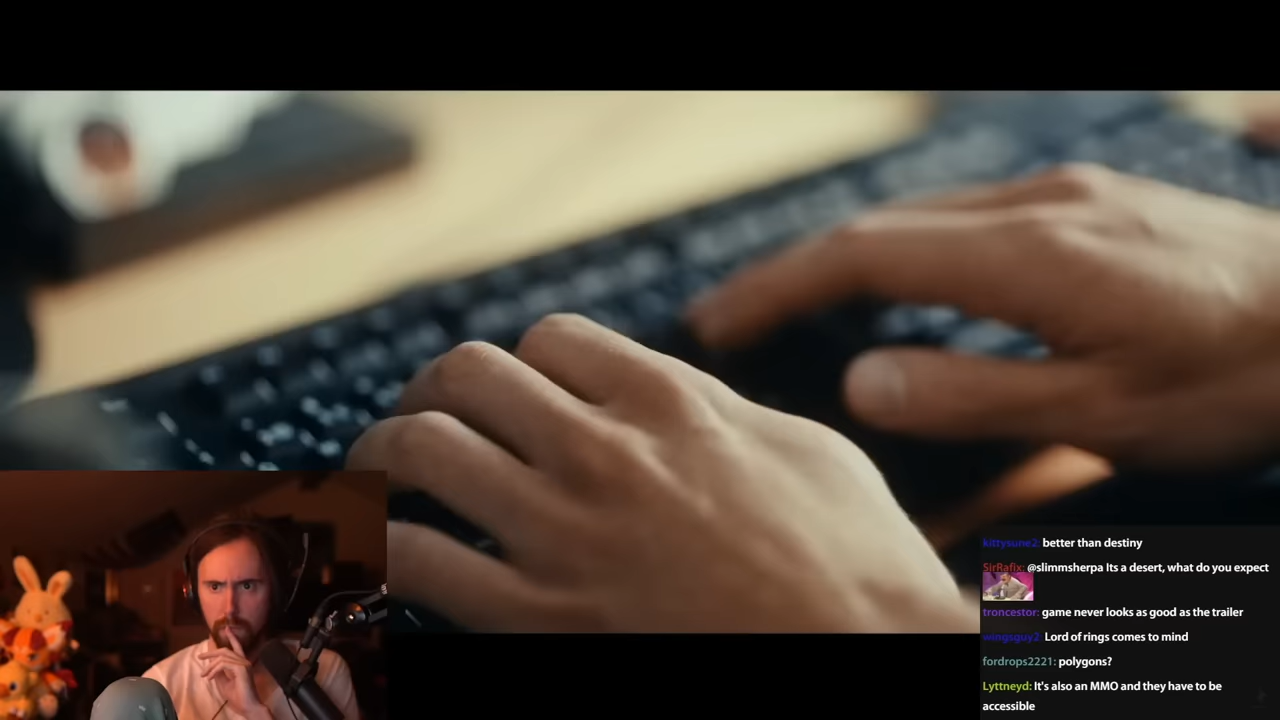 kittysune2: better than destiny
SirRafix: @slimmsherpa Its a desert, what do you expect
troncestor: game never looks as good as the trailer
wingsguy2: Lord of rings comes to mind
fordrops2221: polygons?
Lyttneyd: It's also an MMO and they have to be
accessible